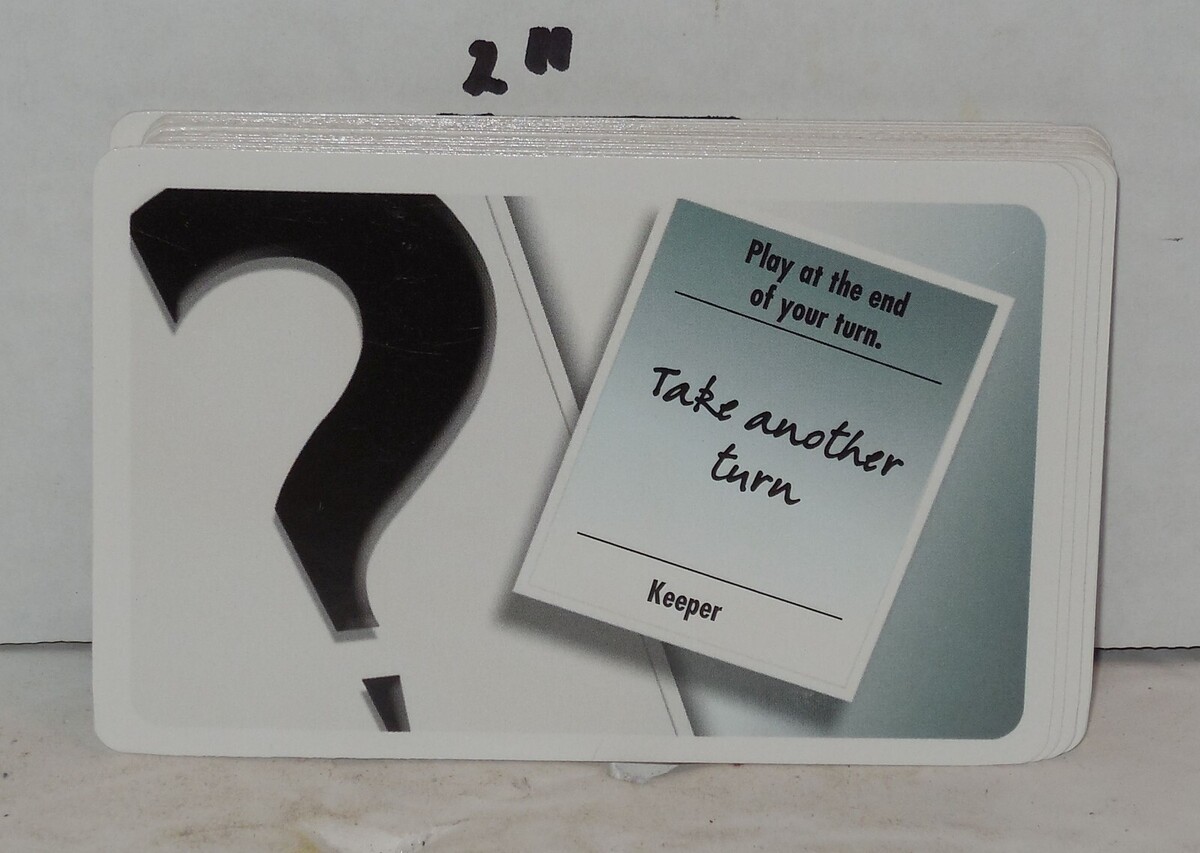 2"
?
Play at the end
of your turn.
Take another
turn
Keeper